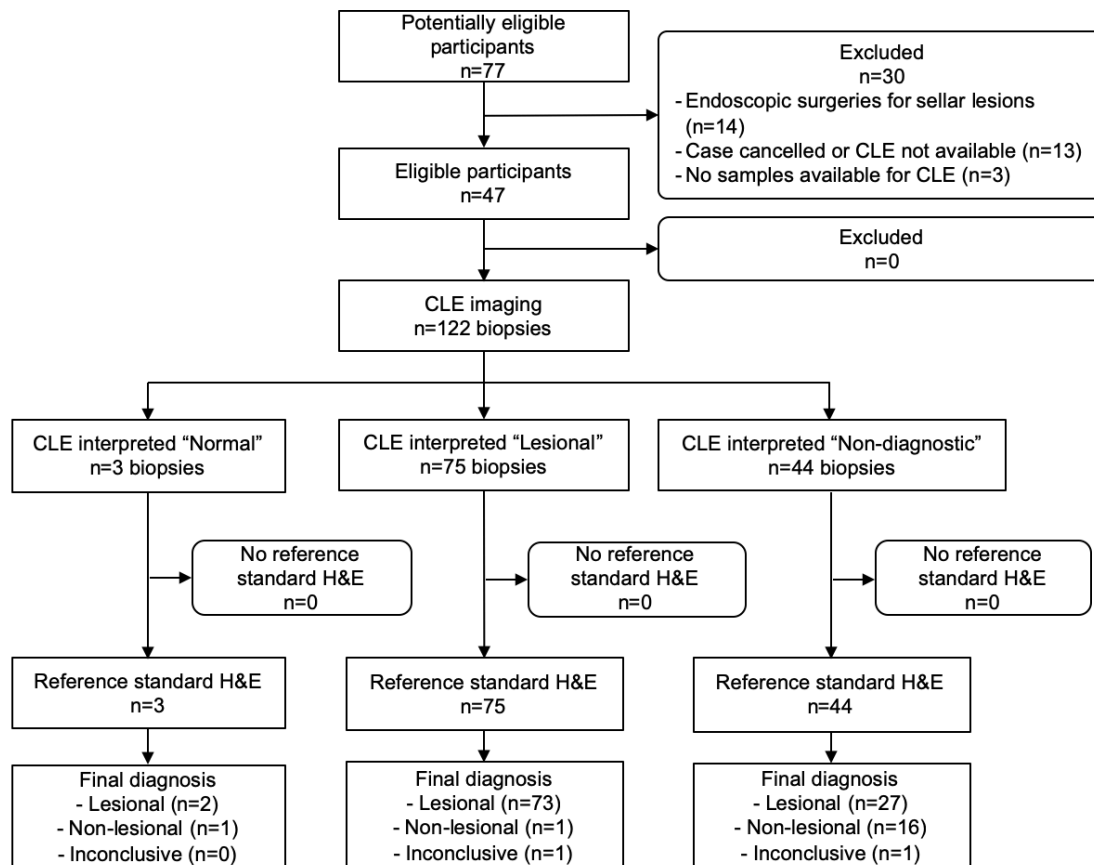 Potentially eligible
participants
n=77
Excluded
n=30
- Endoscopic surgeries for sellar lesions
(n=14)
- Case cancelled or CLE not available (n=13)
- No samples available for CLE (n=3)
Eligible participants
n=47
Excluded
n=0
CLE imaging
n=122 biopsies
CLE interpreted “Normal”
n=3 biopsies
CLE interpreted “Lesional”
n=75 biopsies
CLE interpreted “Non-diagnostic”
n=44 biopsies
No reference
standard H&E
n=0
No reference
standard H&E
n=0
No reference
standard H&E
n=0
Reference standard H&E
n=3
Reference standard H&E
n=75
Reference standard H&E
n=44
Final diagnosis
- Lesional (n=2)
- Non-lesional (n=1)
- Inconclusive (n=0)
Final diagnosis
- Lesional (n=73)
- Non-lesional (n=1)
- Inconclusive (n=1)
Final diagnosis
- Lesional (n=27)
- Non-lesional (n=16)
- Inconclusive (n=1)